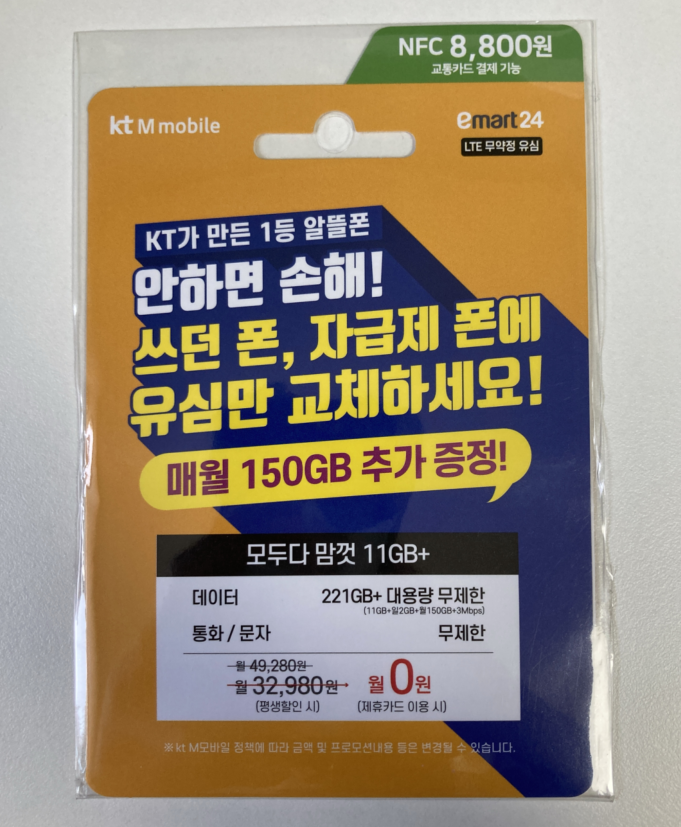 NFC 8,800원
교통카드 결제 기능
kt M mobile
emart24
LTE 무약정 유심
KT가 만든 1등 알뜰폰
안하면 손해!
쓰던 폰, 자급제 폰에
유심만 교체하세요!
매월 150GB 추가 증정!
모두다 맘껏 11GB+
데이터 221GB+ 대용량 무제한
(11GB+일2GB+월150GB+3Mbps)
통화 / 문자 무제한
월 49,280원
월 32,980원 월 0원
(평생할인 시) (제휴카드 이용 시)
※ kt M모바일 정책에 따라 금액 및 프로모션내용 등은 변경될 수 있습니다.